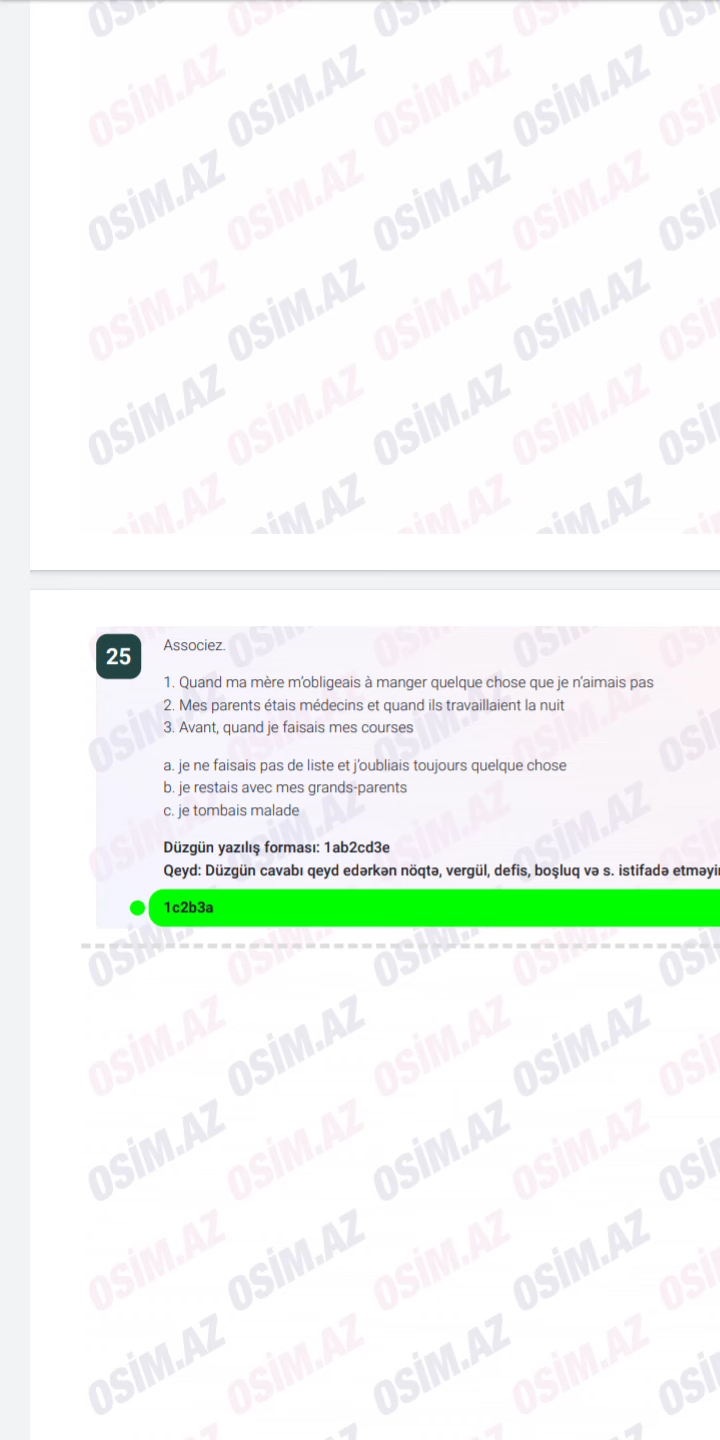 25
Associez.
1. Quand ma mère m'obligeais à manger quelque chose que je n'aimais pas
2. Mes parents étais médecins et quand ils travaillaient la nuit
3. Avant, quand je faisais mes courses
a. je ne faisais pas de liste et j'oubliais toujours quelque chose
b. je restais avec mes grands-parents
c. je tombais malade
Düzgün yazılış forması: 1ab2cd3e
Qeyd: Düzgün cavabı qeyd edərkən nöqtə, vergül, defis, boşluq və s. istifadə
1c2b3a
OSİM.AZ